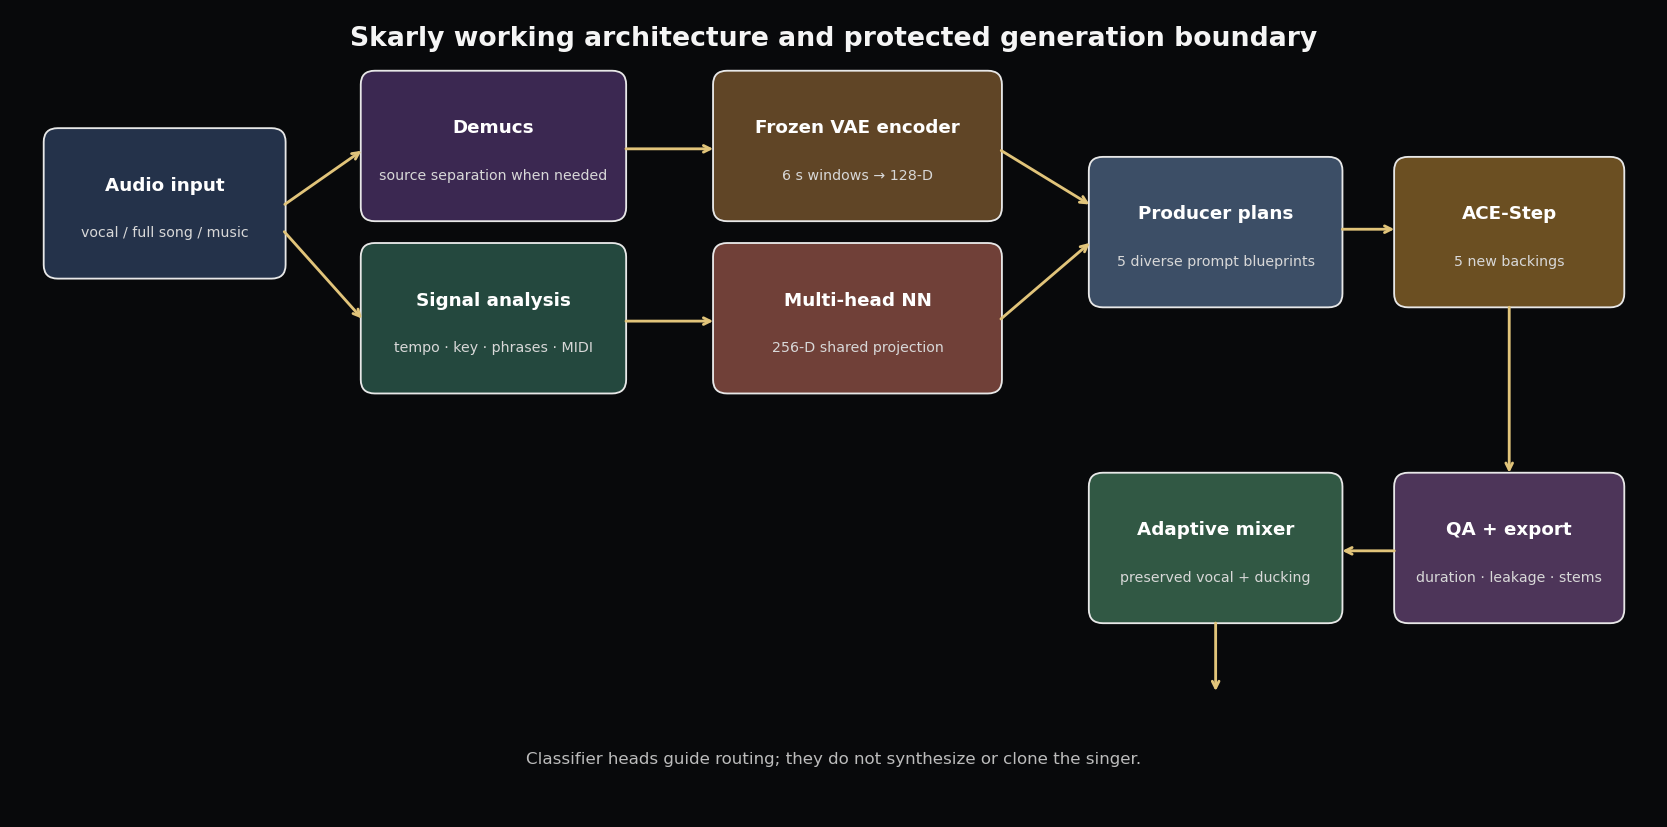 Skarly working architecture and protected generation boundary
Audio input
vocal / full song / music
Demucs
source separation when needed
Frozen VAE encoder
6 s windows → 128-D
Signal analysis
tempo · key · phrases · MIDI
Multi-head NN
256-D shared projection
Producer plans
5 diverse prompt blueprints
ACE-Step
5 new backings
Adaptive mixer
preserved vocal + ducking
QA + export
duration · leakage · stems
Classifier heads guide routing; they do not synthesize or clone the singer.